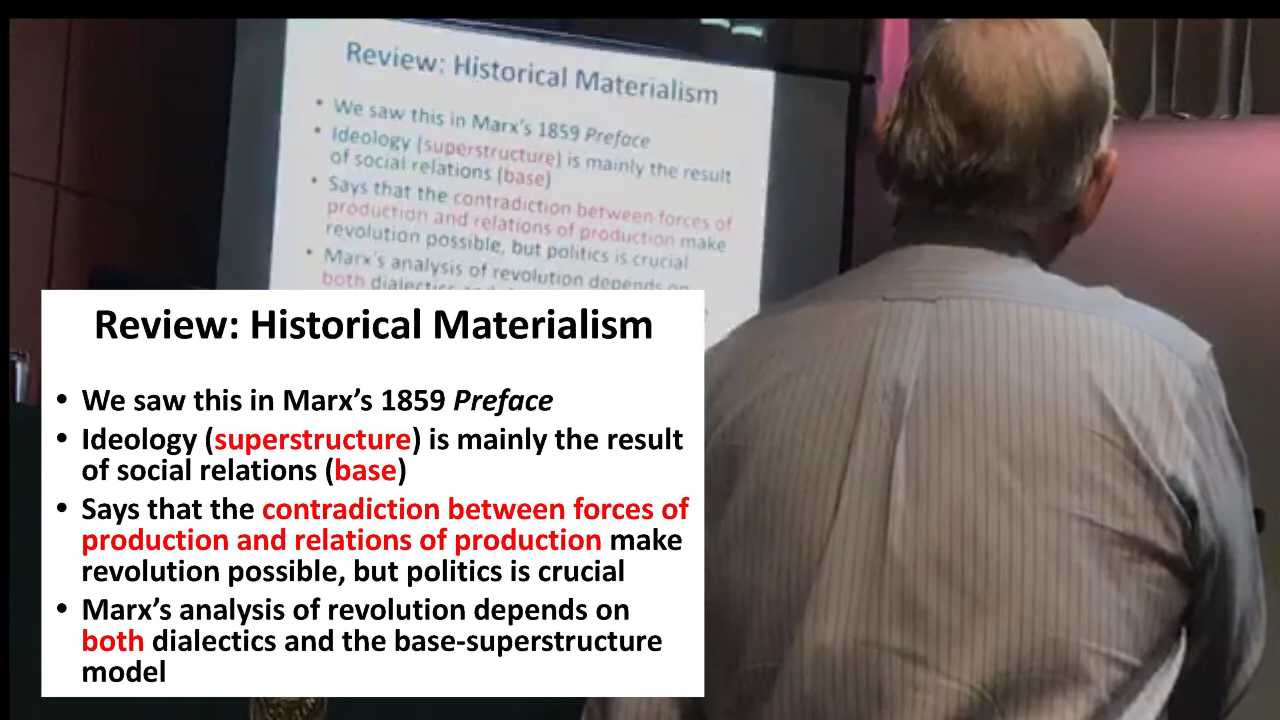 Review: Historical Materialism
• We saw this in Marx's 1859 Preface
• Ideology (superstructure) is mainly the result
of social relations (base)
• Says that the contradiction between forces of
production and relations of production make
revolution possible, but politics is crucial
• Marx's analysis of revolution depends on
both dialectics
Review: Historical Materialism
• We saw this in Marx's 1859 Preface
• Ideology (superstructure) is mainly the result
of social relations (base)
• Says that the contradiction between forces of
production and relations of production make
revolution possible, but politics is crucial
• Marx's analysis of revolution depends on
both dialectics and the base-superstructure
model